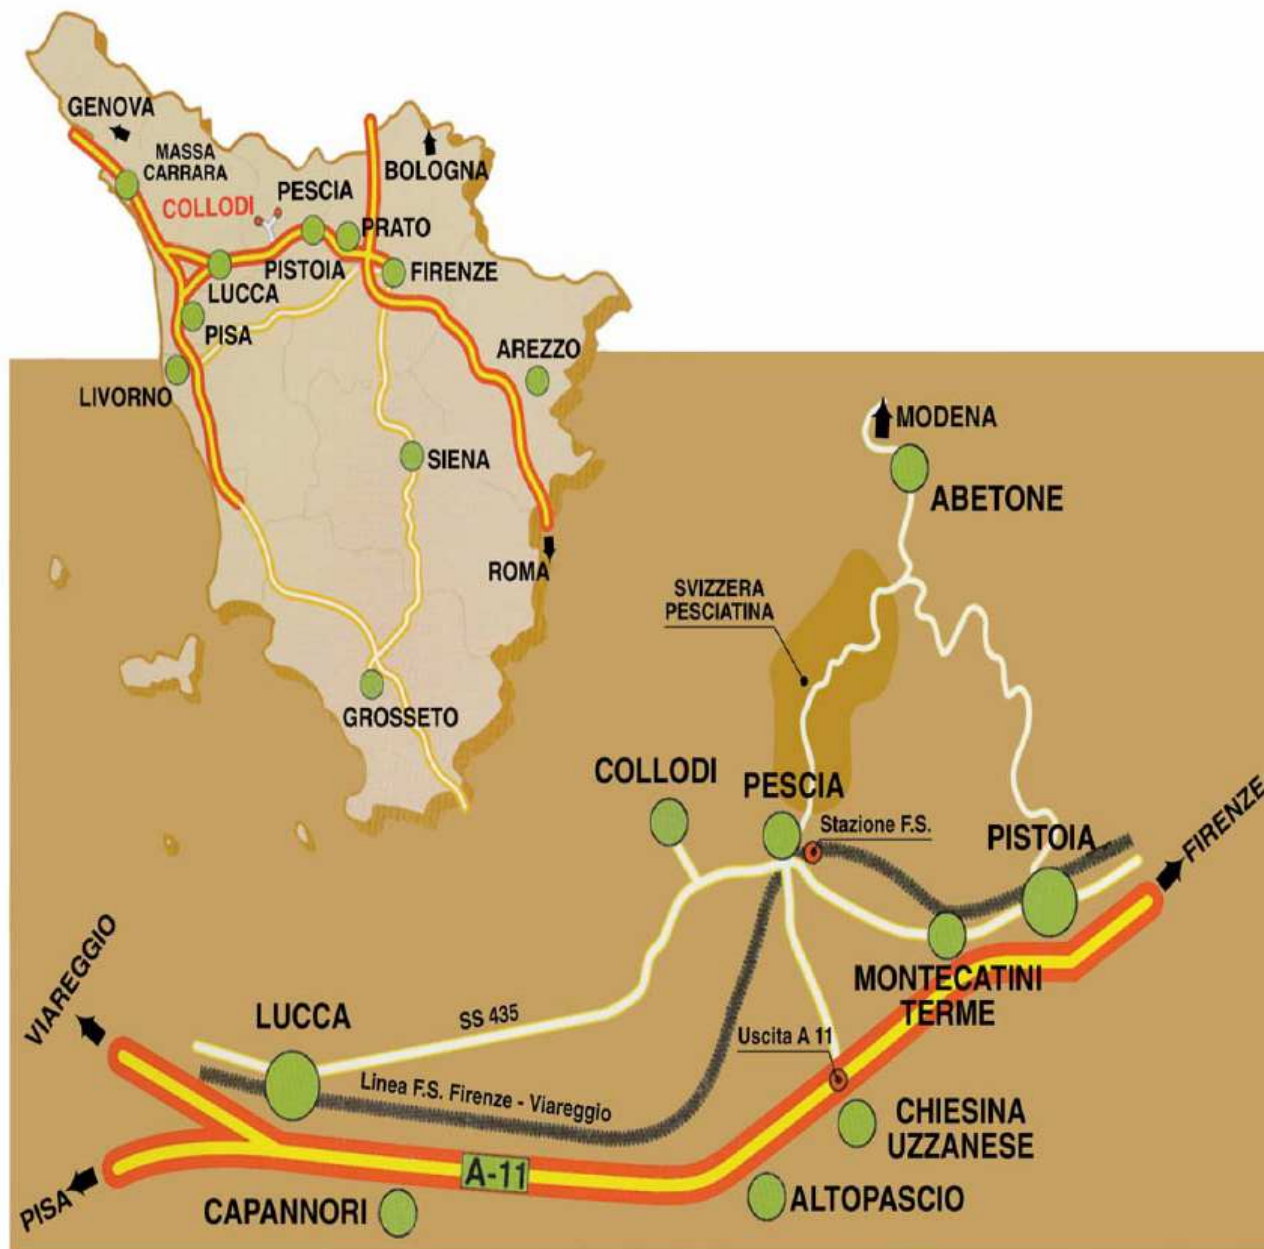 GENOVA
MASSA
CARRARA
BOLOGNA
PESCIA
COLLODI
PRATO
PISTOIA
FIRENZE
LUCCA
PISA
AREZZO
LIVORNO
SIENA
ROMA
GROSSETO
MODENA
ABETONE
SVIZZERA
PESCIATINA
COLLODI
PESCIA
Stazione F.S.
PISTOIA
FIRENZE
VIAREGGIO
LUCCA
SS 435
MONTECATINI
TERME
Uscita A 11
Linea F.S. Firenze - Viareggio
CHIESINA
UZZANESE
A-11
PISA
CAPANNORI
ALTOPASCIO